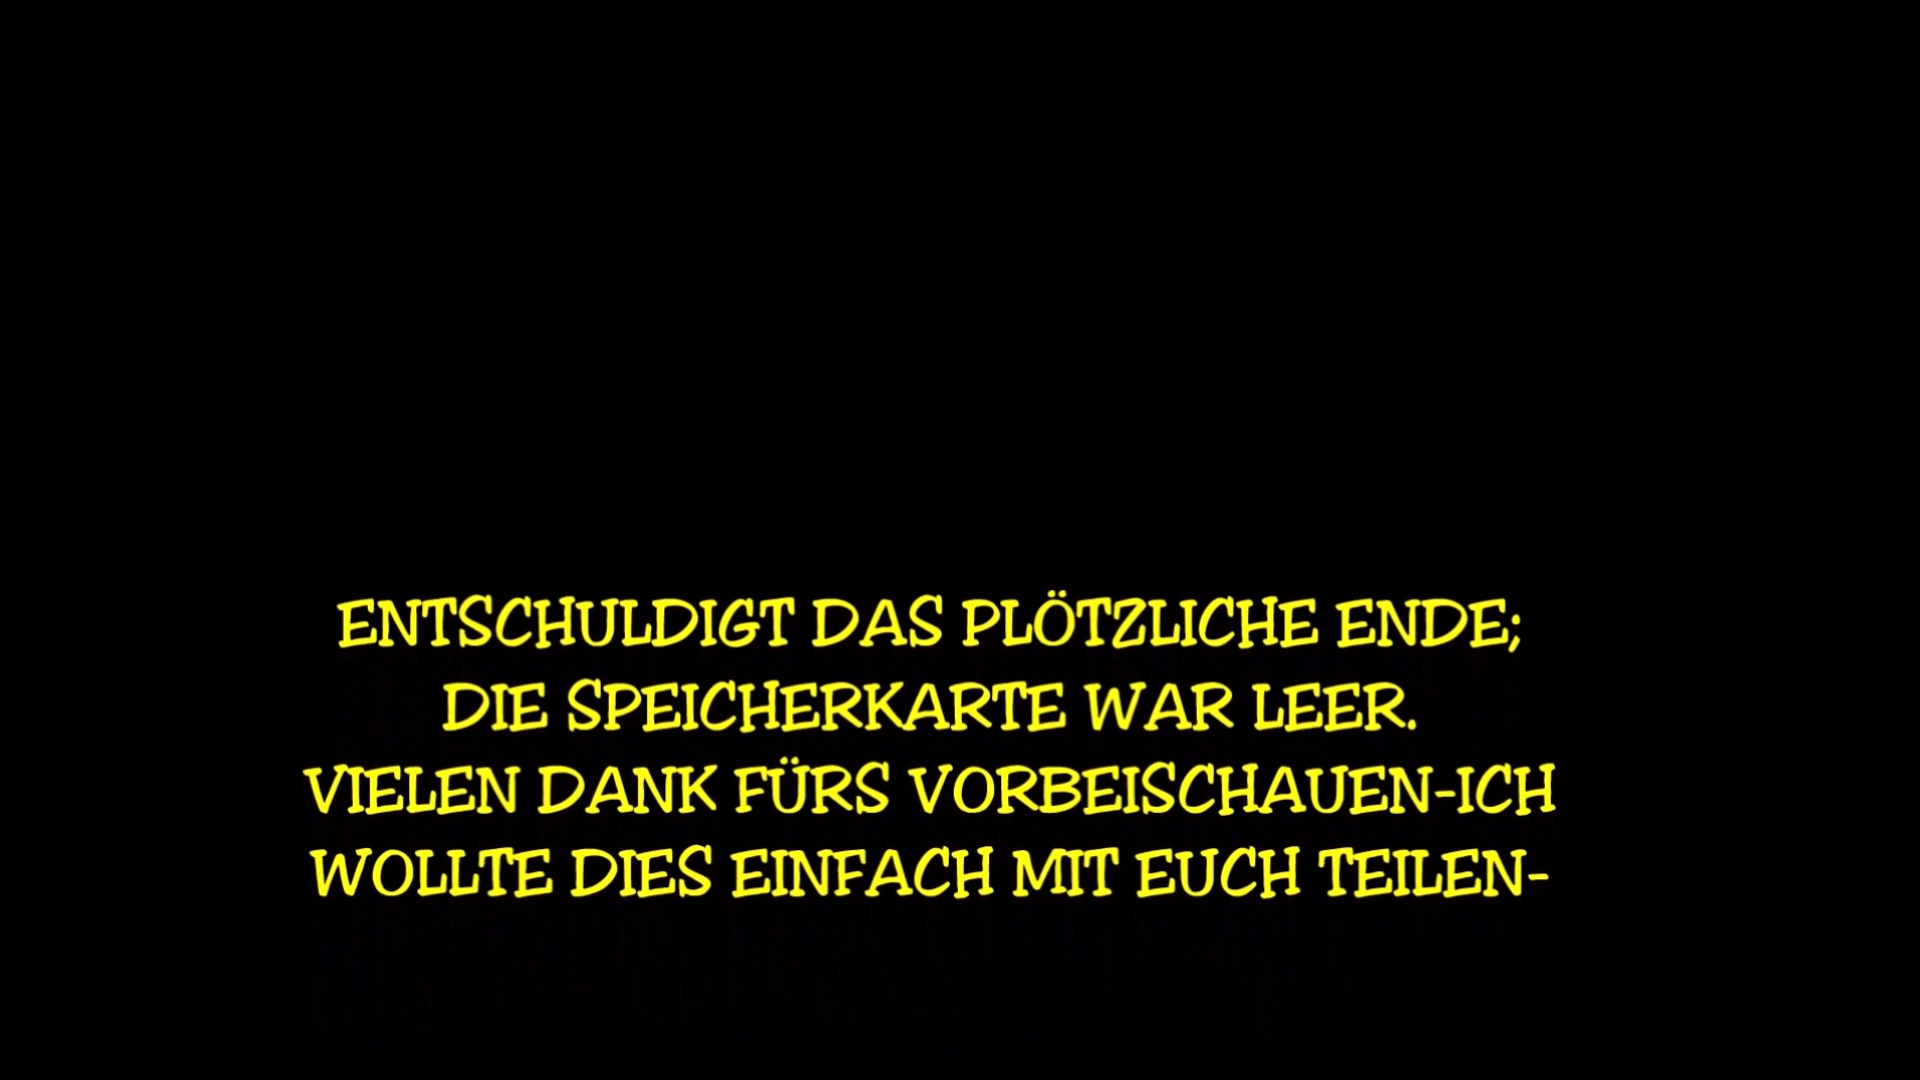 ENTSCHULDIGT DAS PLÖTZLICHE ENDE;
DIE SPEICHERKARTE WAR LEER.
VIELEN DANK FÜRS VORBEISCHAUEN-ICH
WOLLTE DIES EINFACH MIT EUCH TEILEN-